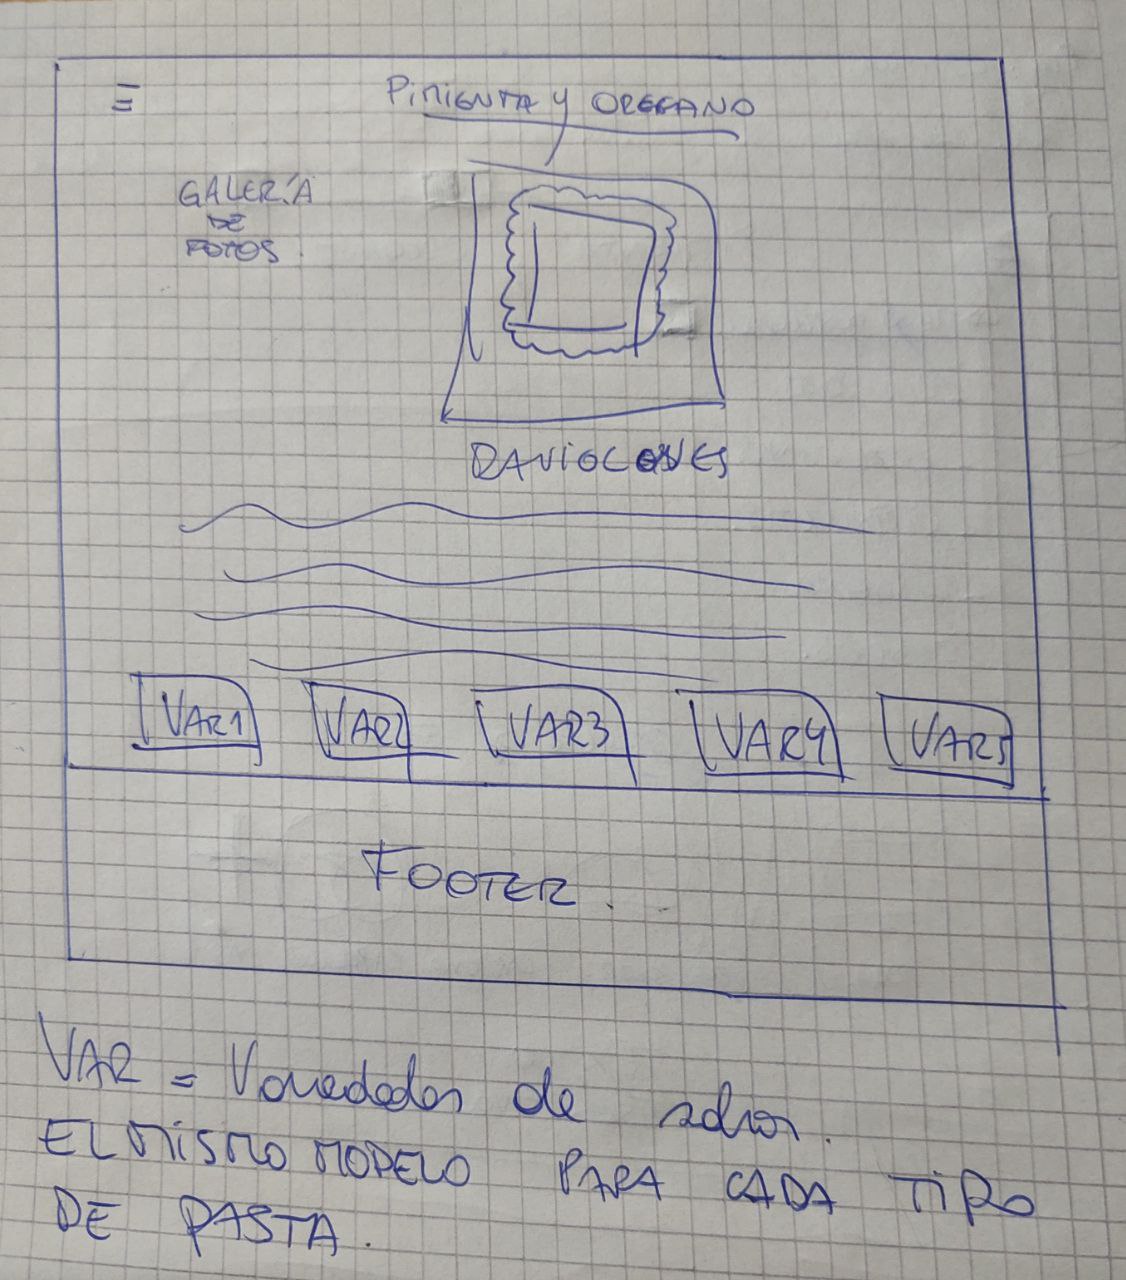 PIMIENTA Y OREGANO
GALERÍA
DE
FOTOS
RAVIOLONES
VAR1
VAR2
VAR3
VAR4
VAR5
FOOTER.
VAR = Variedades de sabor.
EL MISMO MODELO PARA CADA TIPO
DE PASTA.